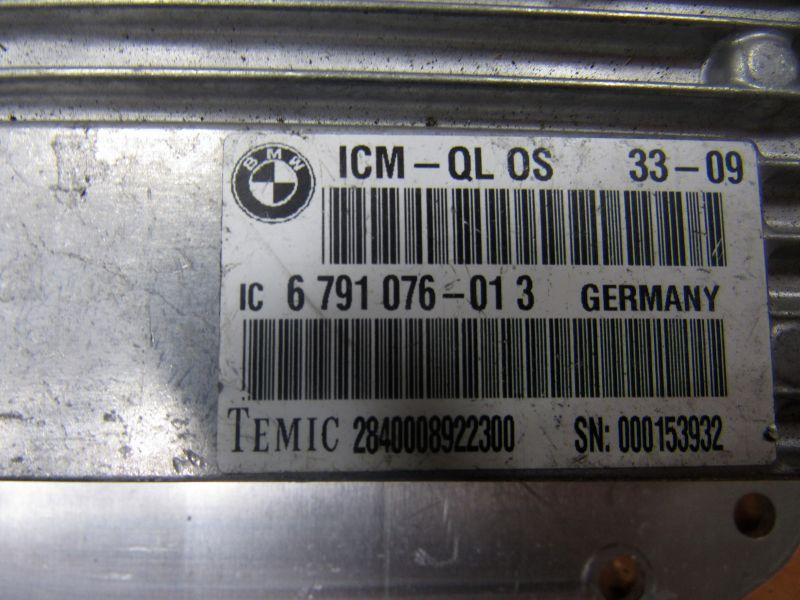 BMW
ICM-QL OS 33-09
IC 6 791 076-01 3 GERMANY
TEMIC 2840008922300 SN: 000153932